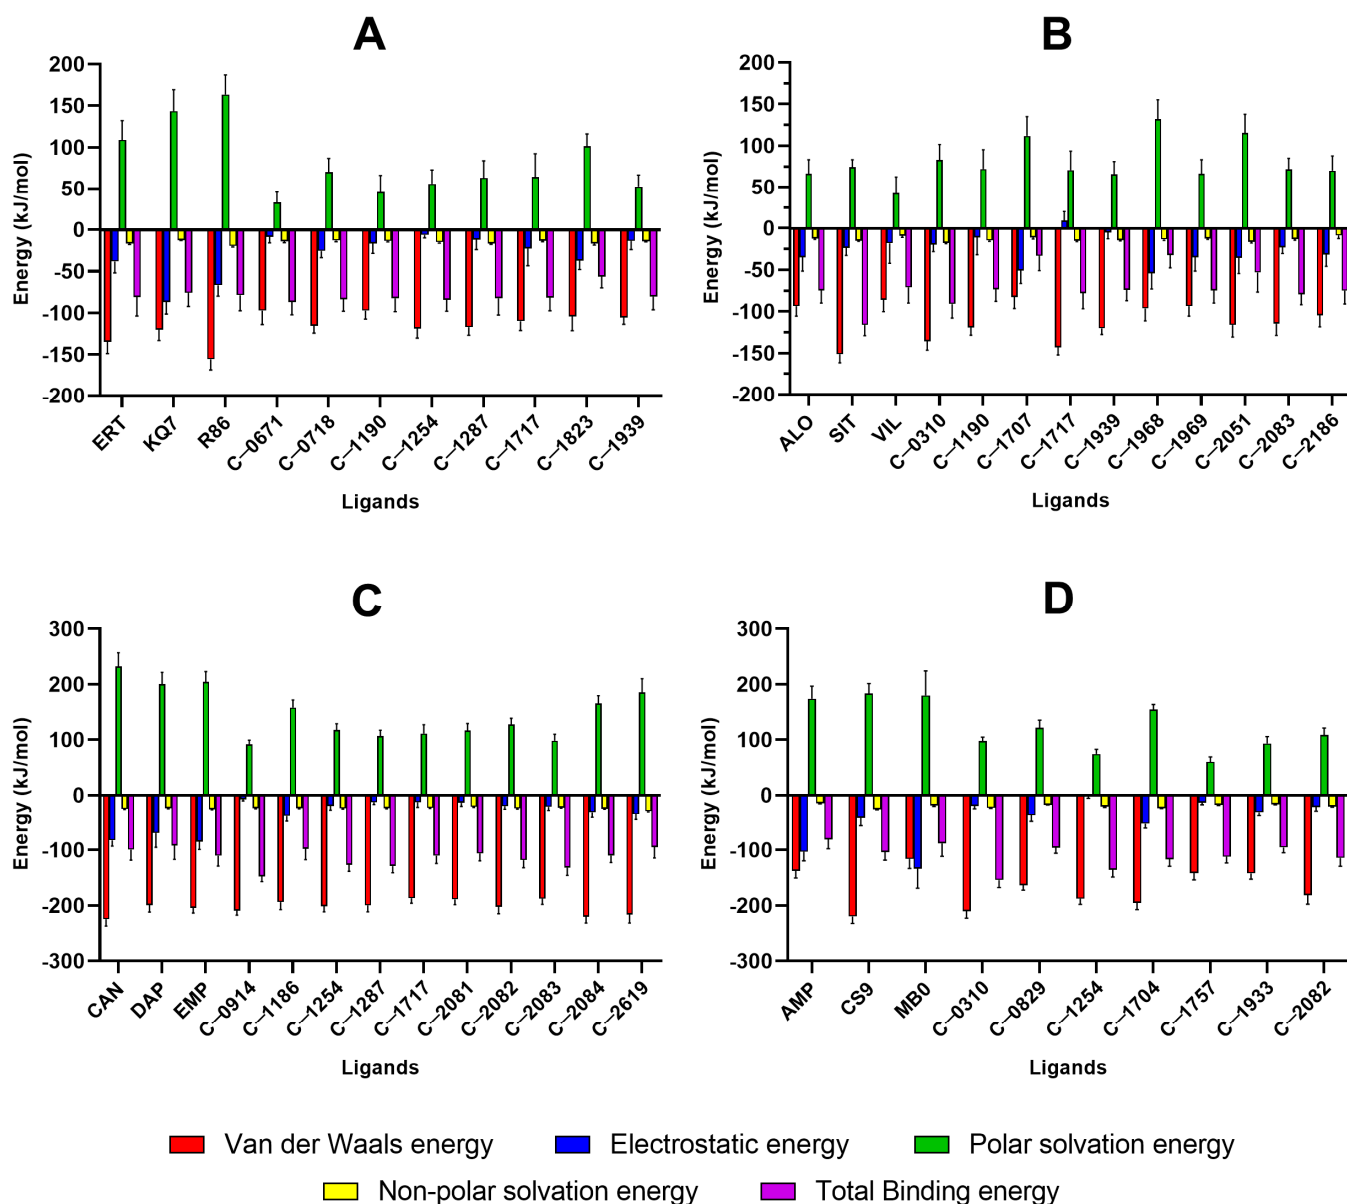 A
Energy (kJ/mol)
200
150
100
50
0
-50
-100
-150
-200
ERT
KQ7
R86
C–0671
C–0718
C–1190
C–1254
C–1287
C–1717
C–1823
C–1939
Ligands
B
Energy (kJ/mol)
200
150
100
50
0
-50
-100
-150
-200
ALO
SIT
VIL
C–0310
C–1190
C–1707
C–1717
C–1939
C–1968
C–1969
C–2051
C–2083
C–2186
Ligands
C
Energy (kJ/mol)
300
200
100
0
-100
-200
-300
CAN
DAP
EMP
C–0914
C–1186
C–1254
C–1287
C–1717
C–2081
C–2082
C–2083
C–2084
C–2619
Ligands
D
Energy (kJ/mol)
300
200
100
0
-100
-200
-300
AMP
CS9
MB0
C–0310
C–0829
C–1254
C–1704
C–1757
C–1933
C–2082
Ligands
Van der Waals energy Electrostatic energy Polar solvation energy
Non-polar solvation energy Total Binding energy